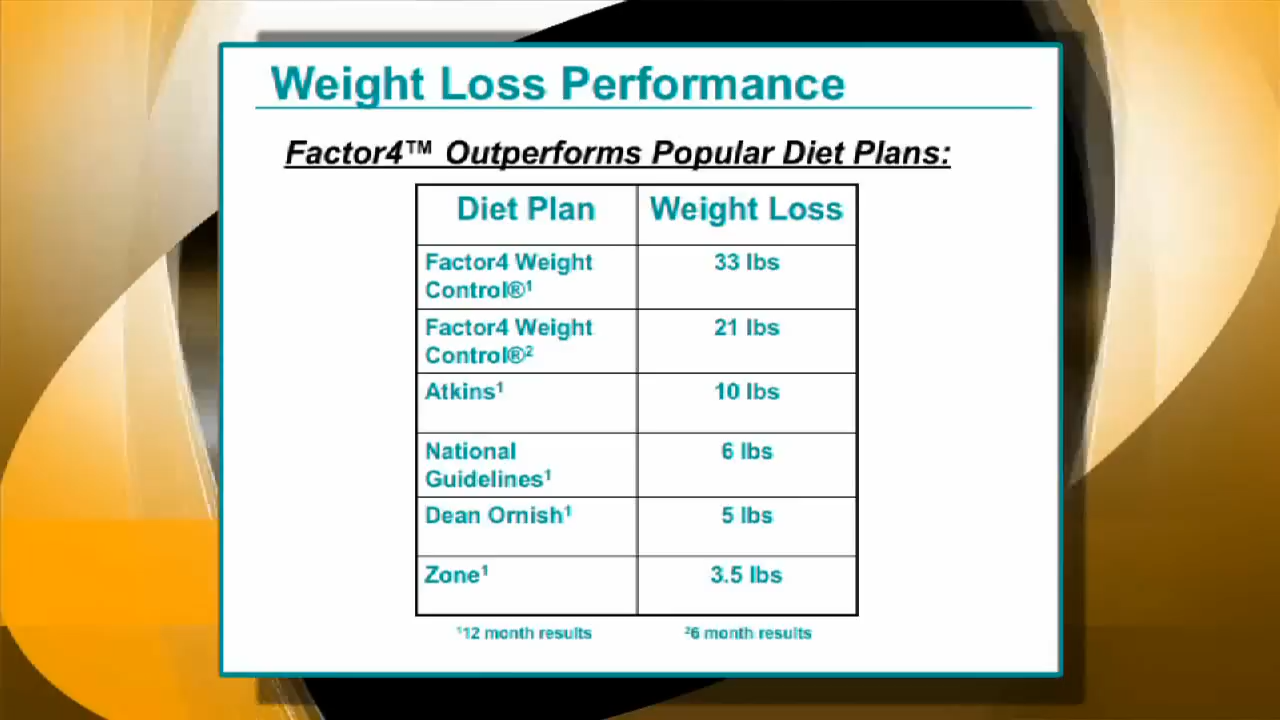 Weight Loss Performance
Factor4™ Outperforms Popular Diet Plans:
Diet Plan Weight Loss
Factor4 Weight 33 lbs
Control®¹
Factor4 Weight 21 lbs
Control®²
Atkins¹ 10 lbs
National 6 lbs
Guidelines¹
Dean Ornish¹ 5 lbs
Zone¹ 3.5 lbs
¹12 month results ²6 month results